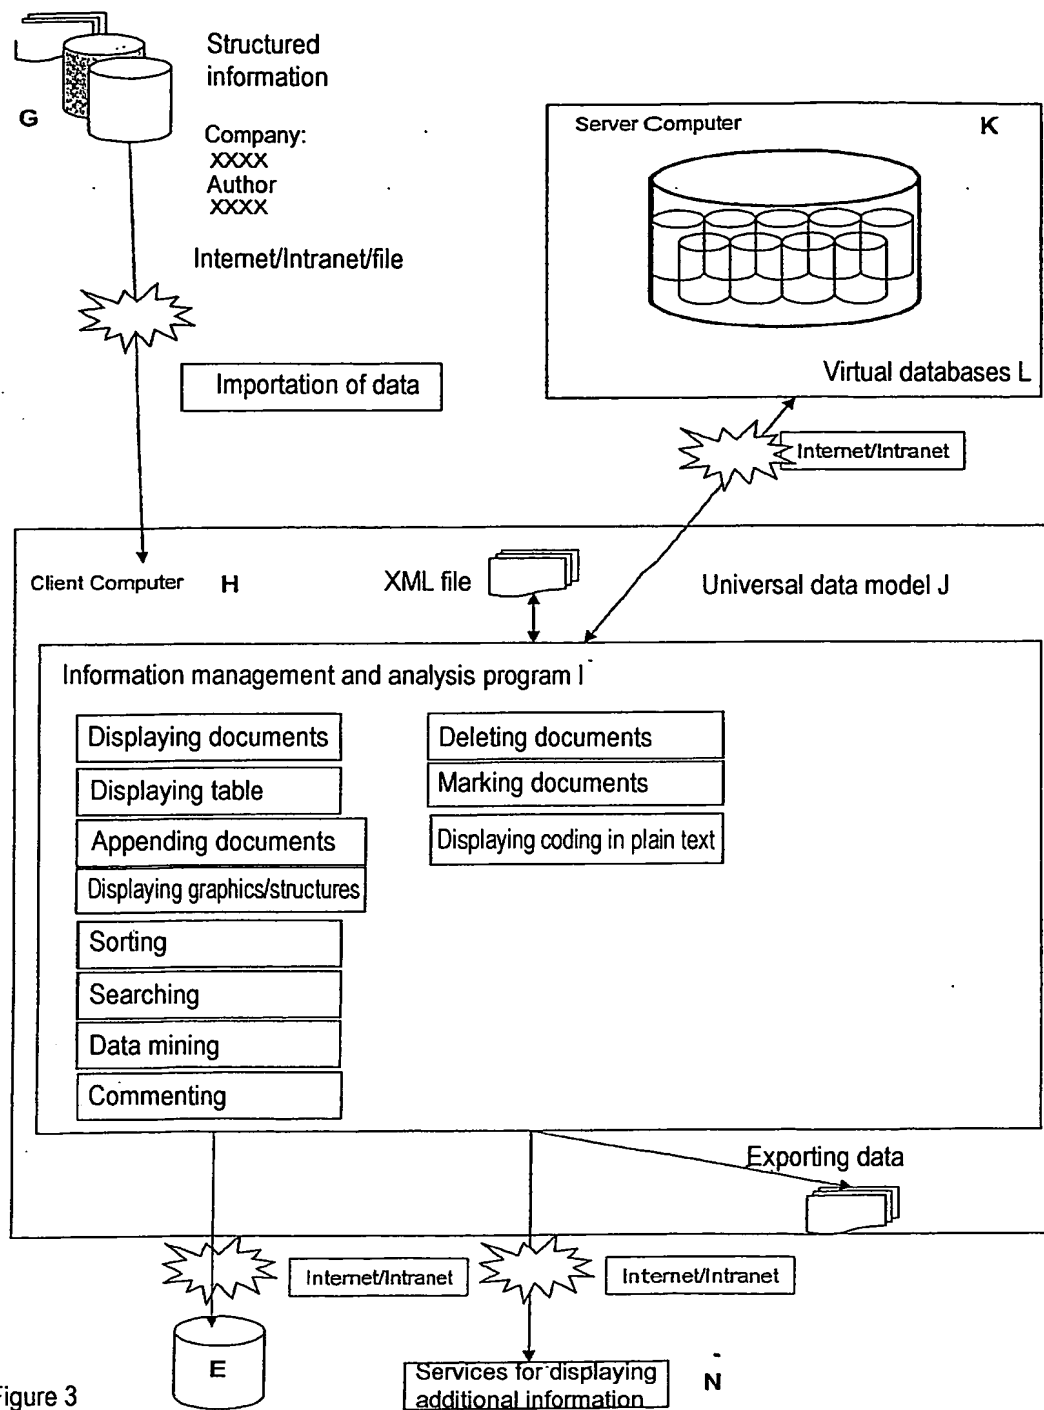 Structured
information
G
Company:
XXXX
Author
XXXX
Internet/Intranet/file
Importation of data
Server Computer
K
Virtual databases L
Internet/Intranet
Client Computer
H
XML file
Universal data model J
Information management and analysis program I
Displaying documents
Displaying table
Appending documents
Displaying graphics/structures
Sorting
Searching
Data mining
Commenting
Deleting documents
Marking documents
Displaying coding in plain text
Exporting data
Internet/Intranet
Internet/Intranet
E
Services for displaying
additional information
N
Figure 3